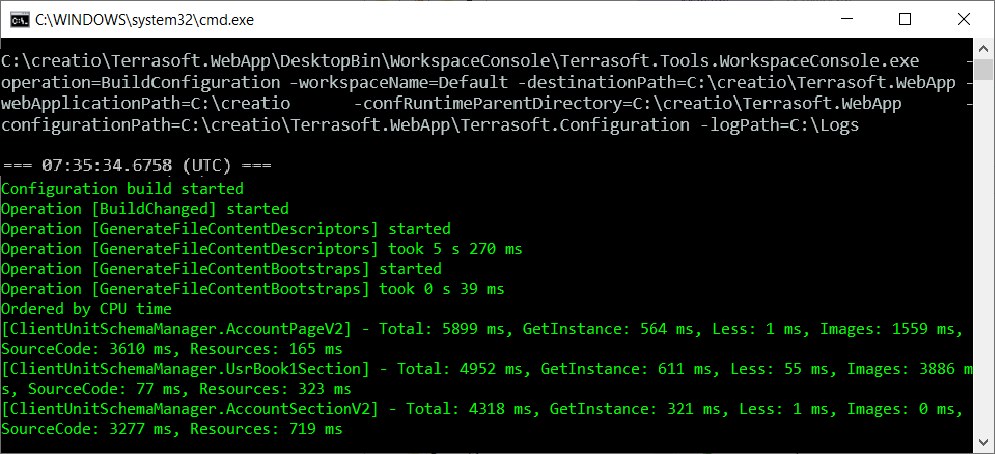 C:\WINDOWS\system32\cmd.exe
C:\creatio\Terrasoft.WebApp\DesktopBin\WorkspaceConsole\Terrasoft.Tools.WorkspaceConsole.exe -
operation=BuildConfiguration -workspaceName=Default -destinationPath=C:\creatio\Terrasoft.WebApp -
webApplicationPath=C:\creatio -confRuntimeParentDirectory=C:\creatio\Terrasoft.WebApp -
configurationPath=C:\creatio\Terrasoft.WebApp\Terrasoft.Configuration -logPath=C:\Logs
=== 07:35:34.6758 (UTC) ===
Configuration build started
Operation [BuildChanged] started
Operation [GenerateFileContentDescriptors] started
Operation [GenerateFileContentDescriptors] took 5 s 270 ms
Operation [GenerateFileContentBootstraps] started
Operation [GenerateFileContentBootstraps] took 0 s 39 ms
Ordered by CPU time
[ClientUnitSchemaManager.AccountPageV2] - Total: 5899 ms, GetInstance: 564 ms, Less: 1 ms, Images: 1559 ms,
SourceCode: 3610 ms, Resources: 165 ms
[ClientUnitSchemaManager.UsrBook1Section] - Total: 4952 ms, GetInstance: 611 ms, Less: 55 ms, Images: 3886 m
s, SourceCode: 77 ms, Resources: 323 ms
[ClientUnitSchemaManager.AccountSectionV2] - Total: 4318 ms, GetInstance: 321 ms, Less: 1 ms, Images: 0 ms,
SourceCode: 3277 ms, Resources: 719 ms